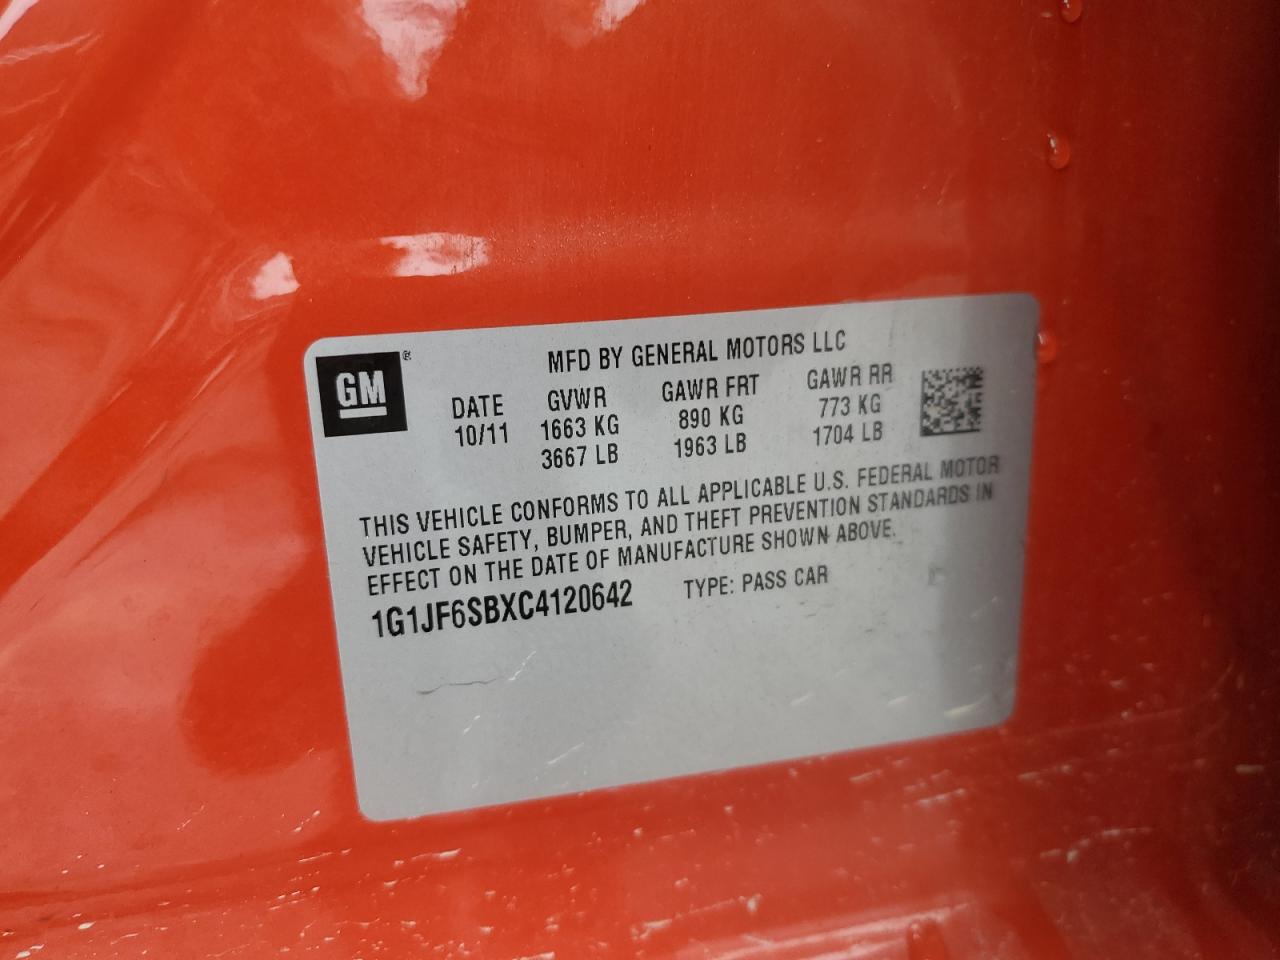 GM®
MFD BY GENERAL MOTORS LLC
DATE GVWR GAWR FRT GAWR RR
10/11 1663 KG 890 KG 773 KG
3667 LB 1963 LB 1704 LB
THIS VEHICLE CONFORMS TO ALL APPLICABLE U.S. FEDERAL MOTOR
VEHICLE SAFETY, BUMPER, AND THEFT PREVENTION STANDARDS IN
EFFECT ON THE DATE OF MANUFACTURE SHOWN ABOVE.
1G1JF6SBXC4120642 TYPE: PASS CAR